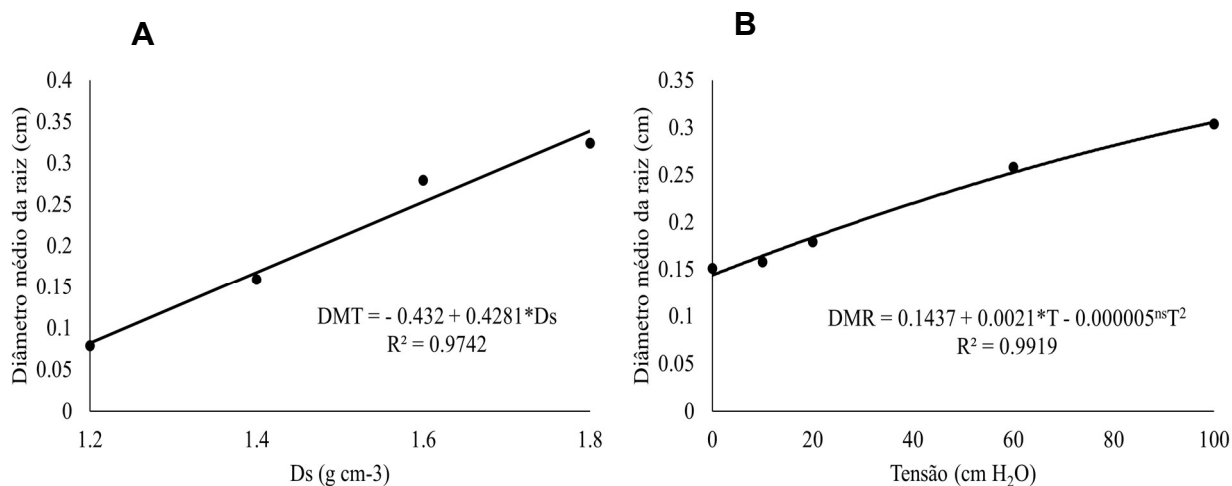 A
Diâmetro médio da raiz (cm)
0.4
0.35
0.3
0.25
0.2
0.15
0.1
0.05
0
DMT = - 0.432 + 0.4281*Ds
R² = 0.9742
1.2 1.4 1.6 1.8
Ds (g cm-3)
B
Diâmetro médio da raiz (cm)
0.35
0.3
0.25
0.2
0.15
0.1
0.05
0
DMR = 0.1437 + 0.0021*T - 0.000005ⁿˢT²
R² = 0.9919
0 20 40 60 80 100
Tensão (cm H₂O)